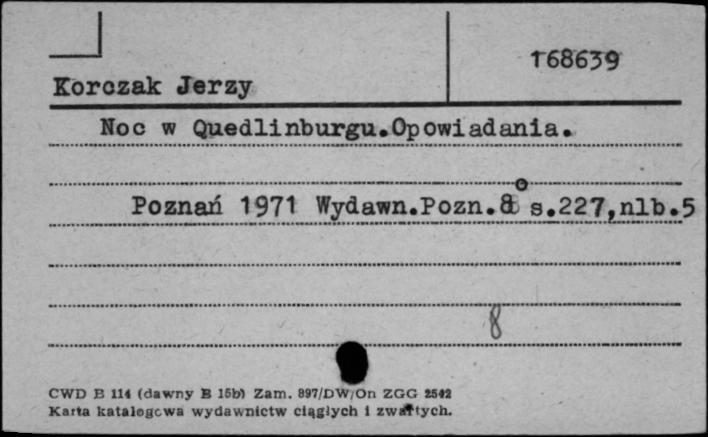 168639
Korczak Jerzy
Noc w Quedlinburgu.Opowiadania.
Poznań 1971 Wydawn.Pozn.8° s.227,nlb.5
8
CWD B 114 (dawny B 15b) Zam. 897/DW/On ZGG 2542
Karta katalogowa wydawnictw ciągłych i zwartych.